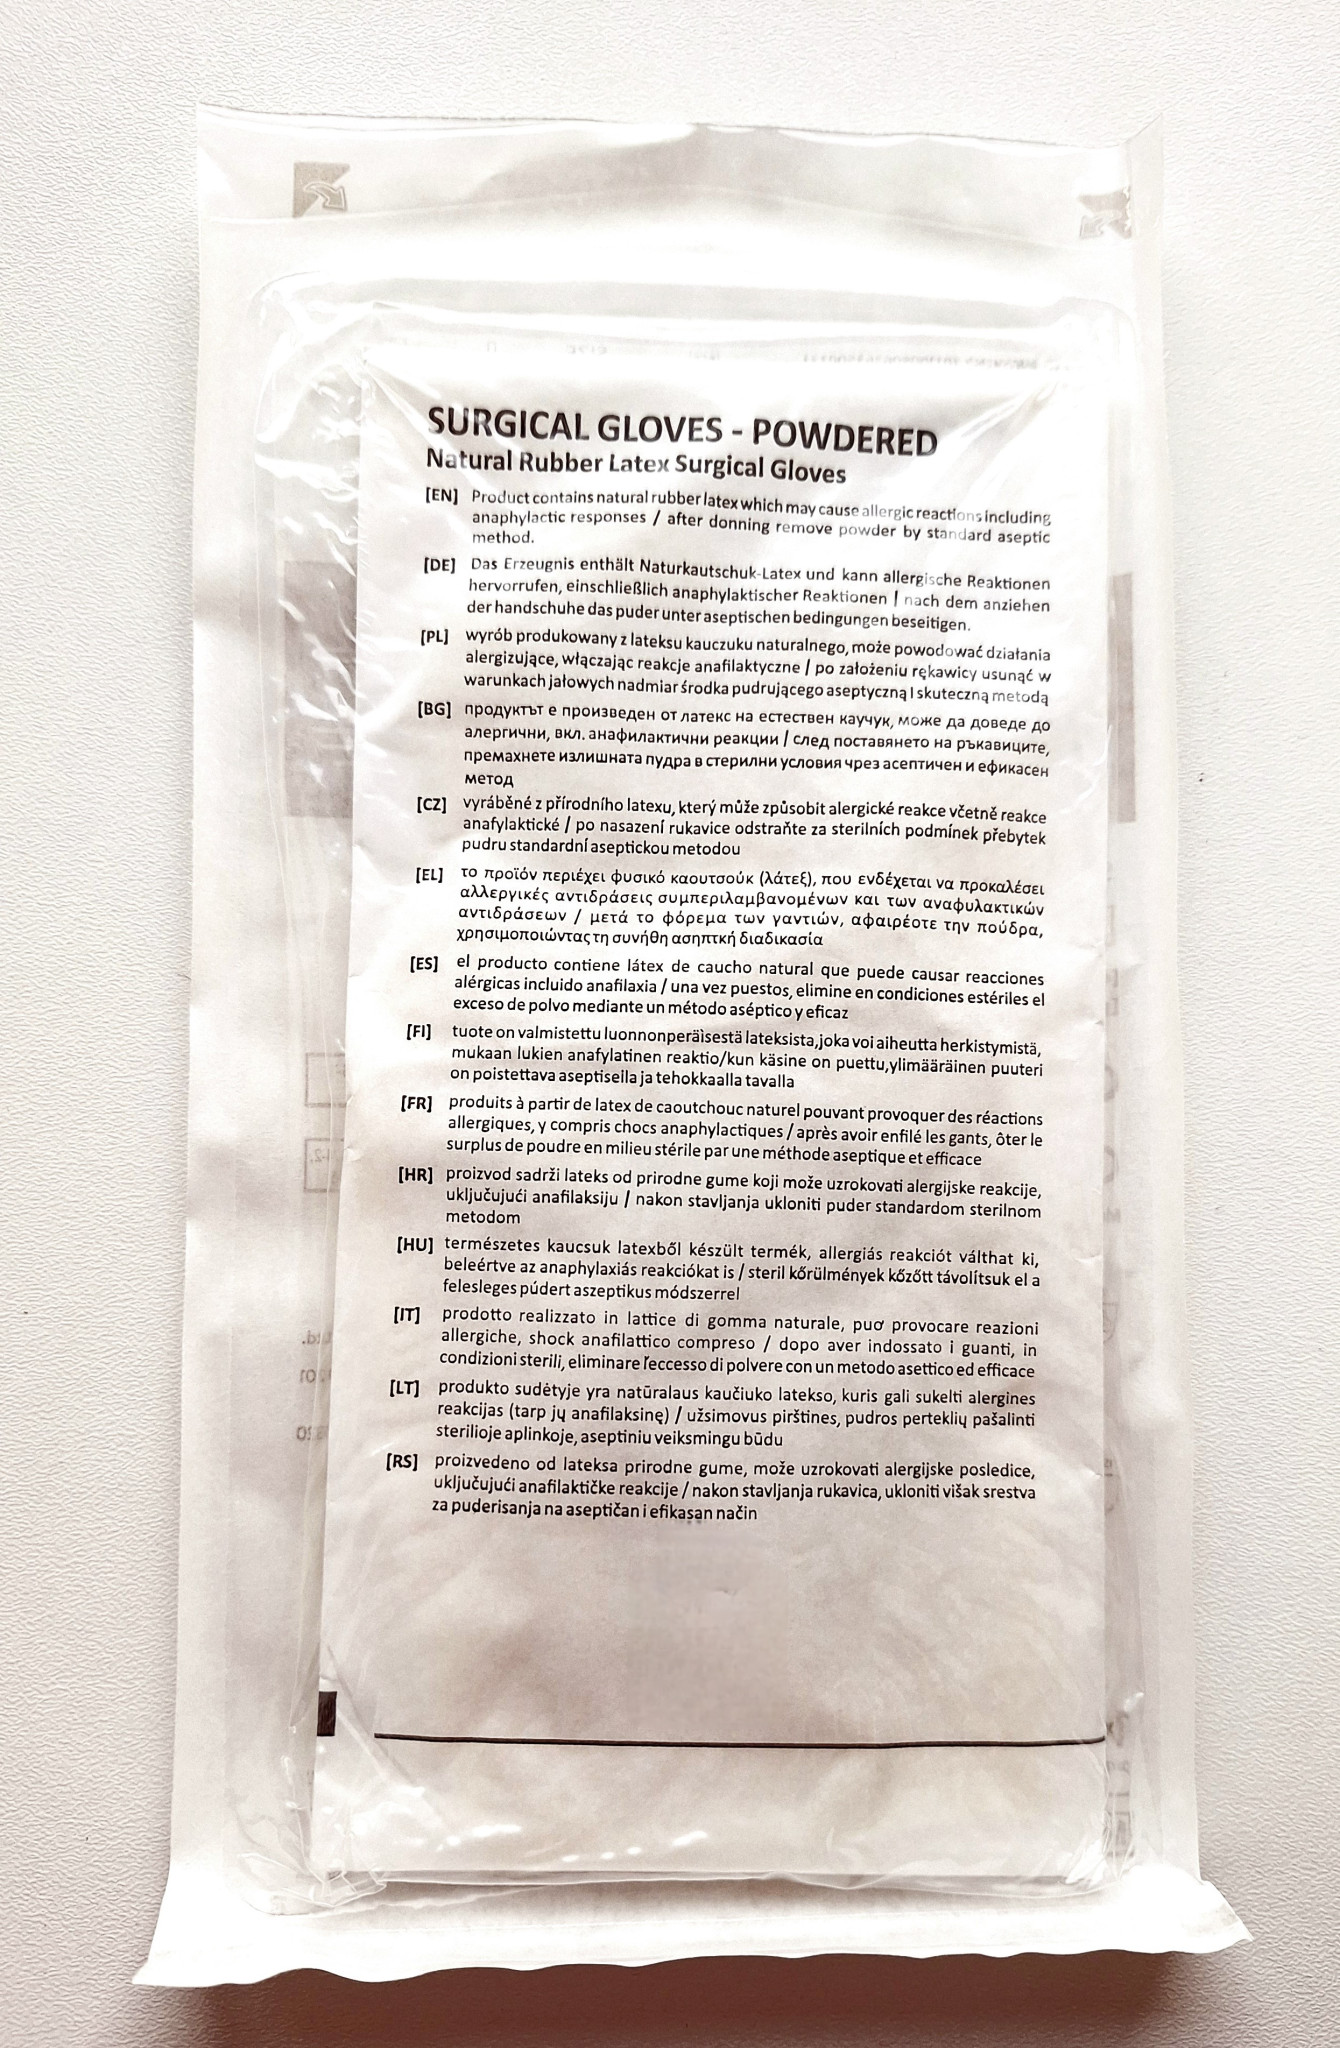 SURGICAL GLOVES - POWDERED
Natural Rubber Latex Surgical Gloves
[EN] Product contains natural rubber latex which may cause allergic reactions including
anaphylactic responses / after donning remove powder by standard aseptic
method.
[DE] Das Erzeugnis enthält Naturkautschuk-Latex und kann allergische Reaktionen
hervorrufen, einschließlich anaphylaktischer Reaktionen / nach dem anziehen
der handschuhe das puder unter aseptischen bedingungen beseitigen.
[PL] wyrób produkowany z lateksu kauczuku naturalnego, może powodować działania
alergizujące, włączając reakcje anafilaktyczne / po założeniu rękawicy usunąć w
warunkach jałowych nadmiar środka pudrującego aseptyczną I skuteczną metodą
[BG] продуктът е произведен от латекс на естествен каучук, може да доведе до
алергични, вкл. анафилактични реакции / след поставянето на ръкавиците,
премахнете излишната пудра в стерилни условия чрез асептичен и ефикасен
метод
[CZ] vyráběné z přírodního latexu, který může způsobit alergické reakce včetně reakce
anafylaktické / po nasazení rukavice odstraňte za sterilních podmínek přebytek
pudru standardní aseptickou metodou
[EL] το προϊόν περιέχει φυσικό καουτσούκ (λάτεξ), που ενδέχεται να προκαλέσει
αλλεργικές αντιδράσεις συμπεριλαμβανομένων και των αναφυλακτικών
αντιδράσεων / μετά το φόρεμα των γαντιών, αφαιρέστε την πούδρα,
χρησιμοποιώντας τη συνήθη ασηπτκή διαδικασία
[ES] el producto contiene látex de caucho natural que puede causar reacciones
alérgicas incluido anafilaxia / una vez puestos, elimine en condiciones estériles el
exceso de polvo mediante un método aséptico y eficaz
[FI] tuote on valmistettu luonnonperäisestä lateksista,joka voi aiheutta herkistymistä,
mukaan lukien anafylatinen reaktio/kun käsine on puettu,ylimääräinen puuteri
on poistettava aseptiseila ja tehokkaalla tavalla
[FR] produits à partir de latex de caoutchouc naturel pouvant provoquer des réactions
allergiques, y compris chocs anaphylactiques / après avoir enfilé les gants, ôter le
surplus de poudre en milieu stérile par une méthode aseptique et efficace
[HR] proizvod sadrži lateks od prirodne gume koji može uzrokovati alergijske reakcije,
uključujući anafilaksiju / nakon stavljanja ukloniti puder standardom sterilnom
metodom
[HU] természetes kaucsuk latexből készült termék, allergiás reakciót válthat ki,
beleértve az anaphylaxiás reakciókat is / steril kőrülmények kőzőtt távolítsuk el a
felesleges púdert aszeptikus módszerrel
[IT] prodotto realizzato in lattice di gomma naturale, può provocare reazioni
allergiche, shock anafilattico compreso / dopo aver indossato i guanti, in
condizioni sterili, eliminare l'eccesso di polvere con un metodo asettico ed efficace
[LT] produkto sudėtyje yra natūralaus kaučiuko latekso, kuris gali sukelti alergines
reakcijas (tarp jų anafilaksinę) / užsimovus pirštines, pudros perteklių pašalinti
sterilioje aplinkoje, aseptiniu veiksmingu būdu
[RS] proizvedeno od lateksa prirodne gume, može uzrokovati alergijske posledice,
uključujući anafilaktičke reakcije / nakon stavljanja rukavica, ukloniti višak srestva
za puderisanja na aseptičan i efikasan način